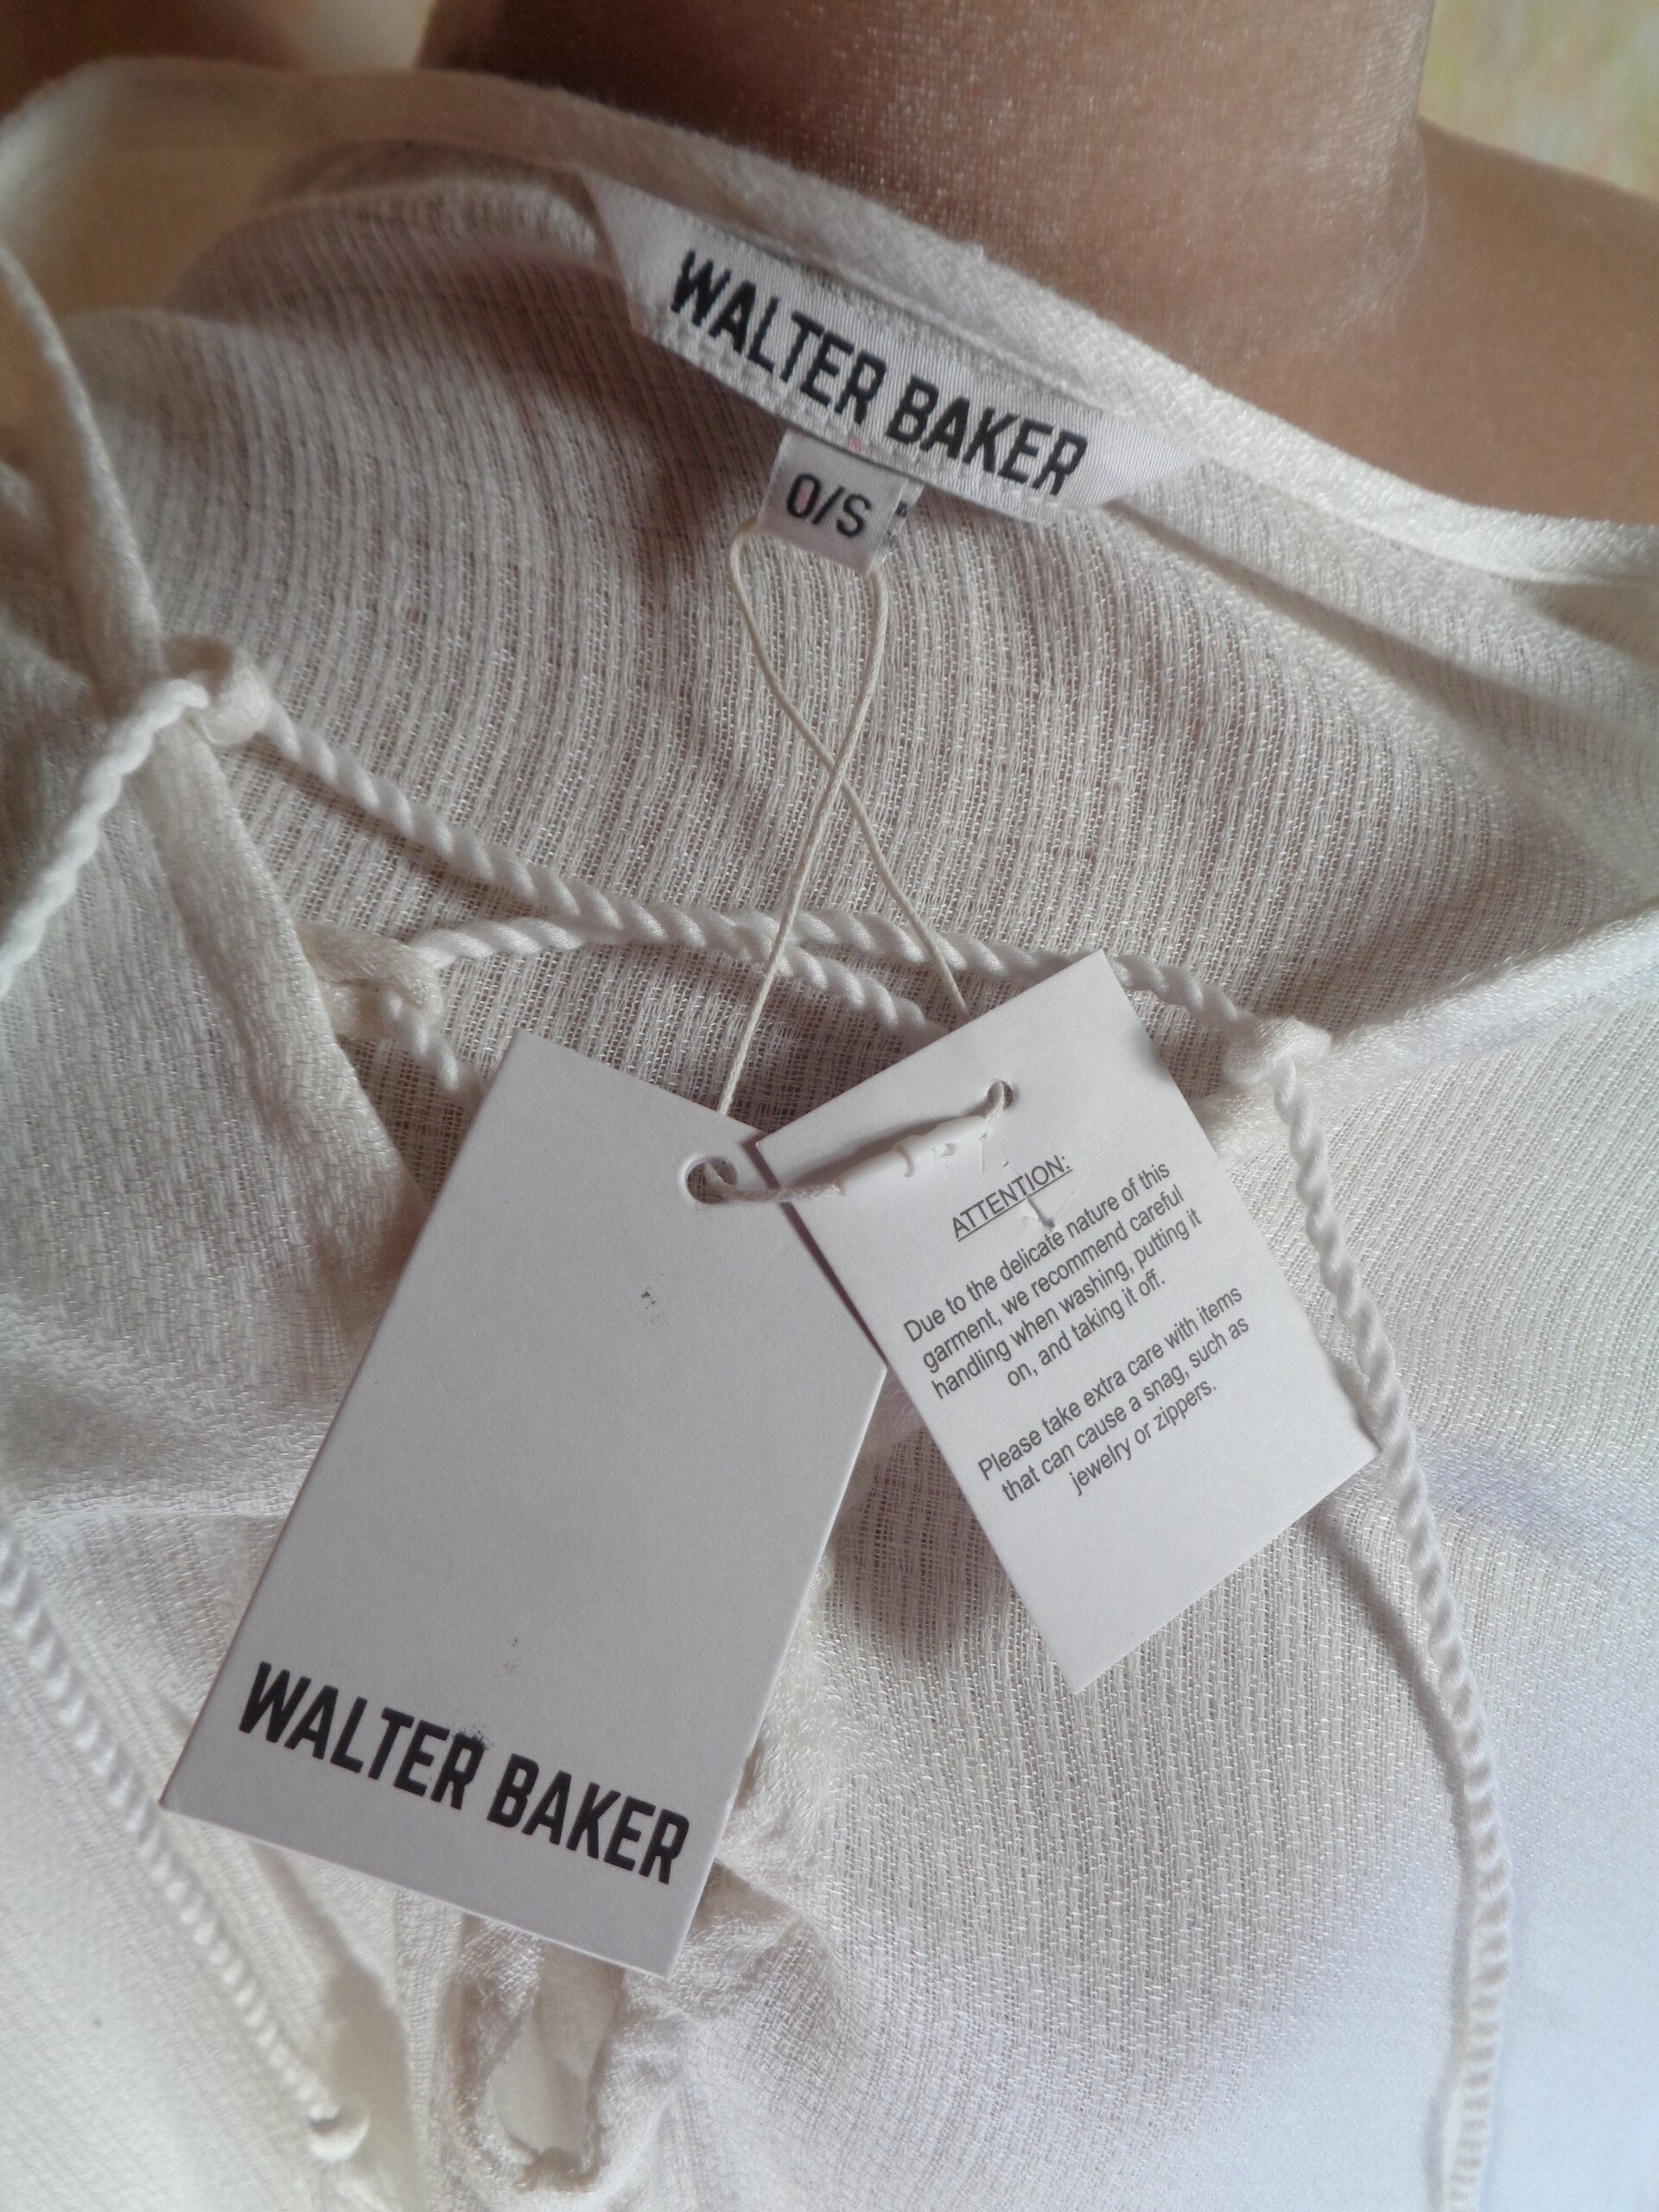 WALTER BAKER
O/S
ATTENTION:
Due to the delicate nature of this
garment, we recommend careful
handling when washing, putting it
on, and taking it off.
Please take extra care with items
that can cause a snag, such as
jewelry or zippers.
WALTER BAKER